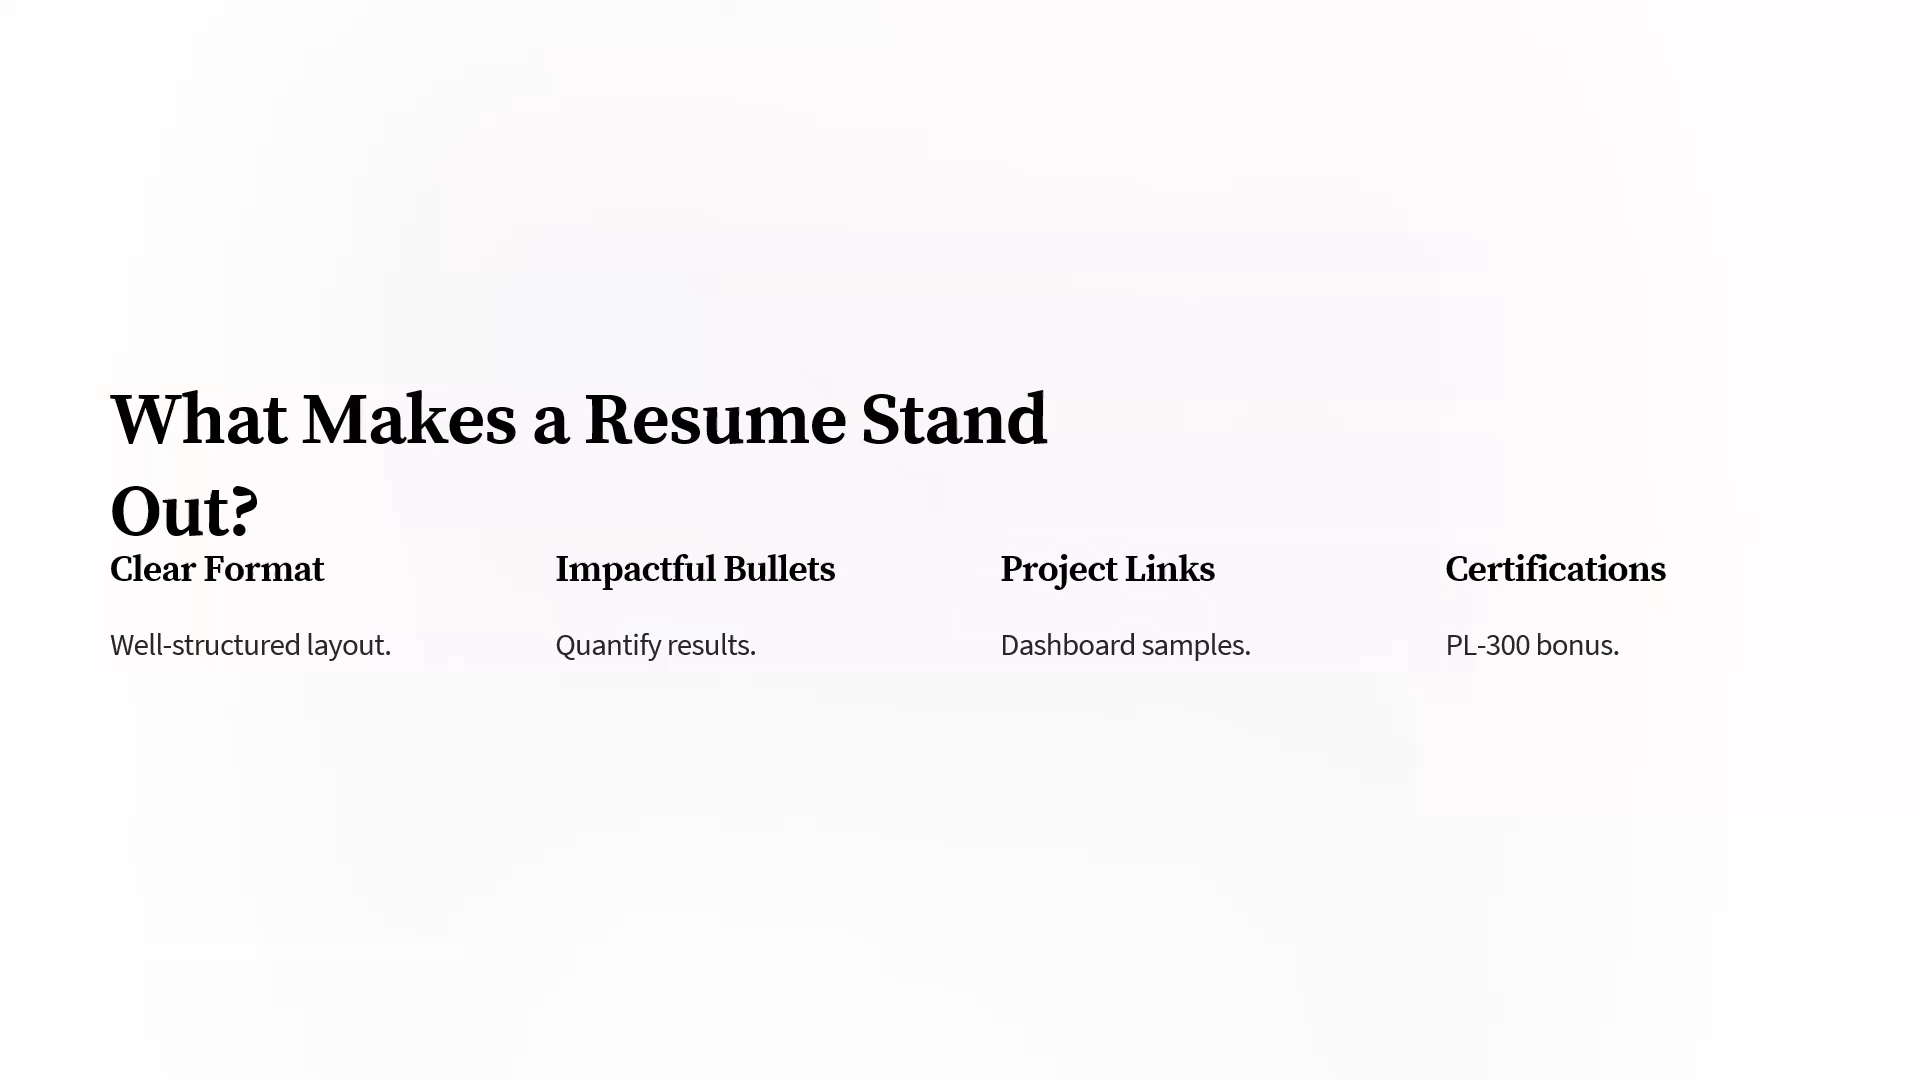 What Makes a Resume Stand
Out?
Clear Format
Well-structured layout.
Impactful Bullets
Quantify results.
Project Links
Dashboard samples.
Certifications
PL-300 bonus.